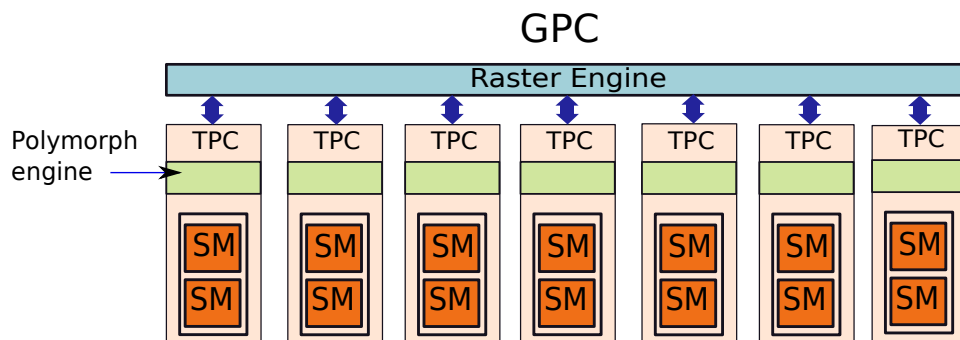 GPC
Raster Engine
Polymorph
engine
TPC TPC TPC TPC TPC TPC TPC
SM SM SM SM SM SM SM
SM SM SM SM SM SM SM